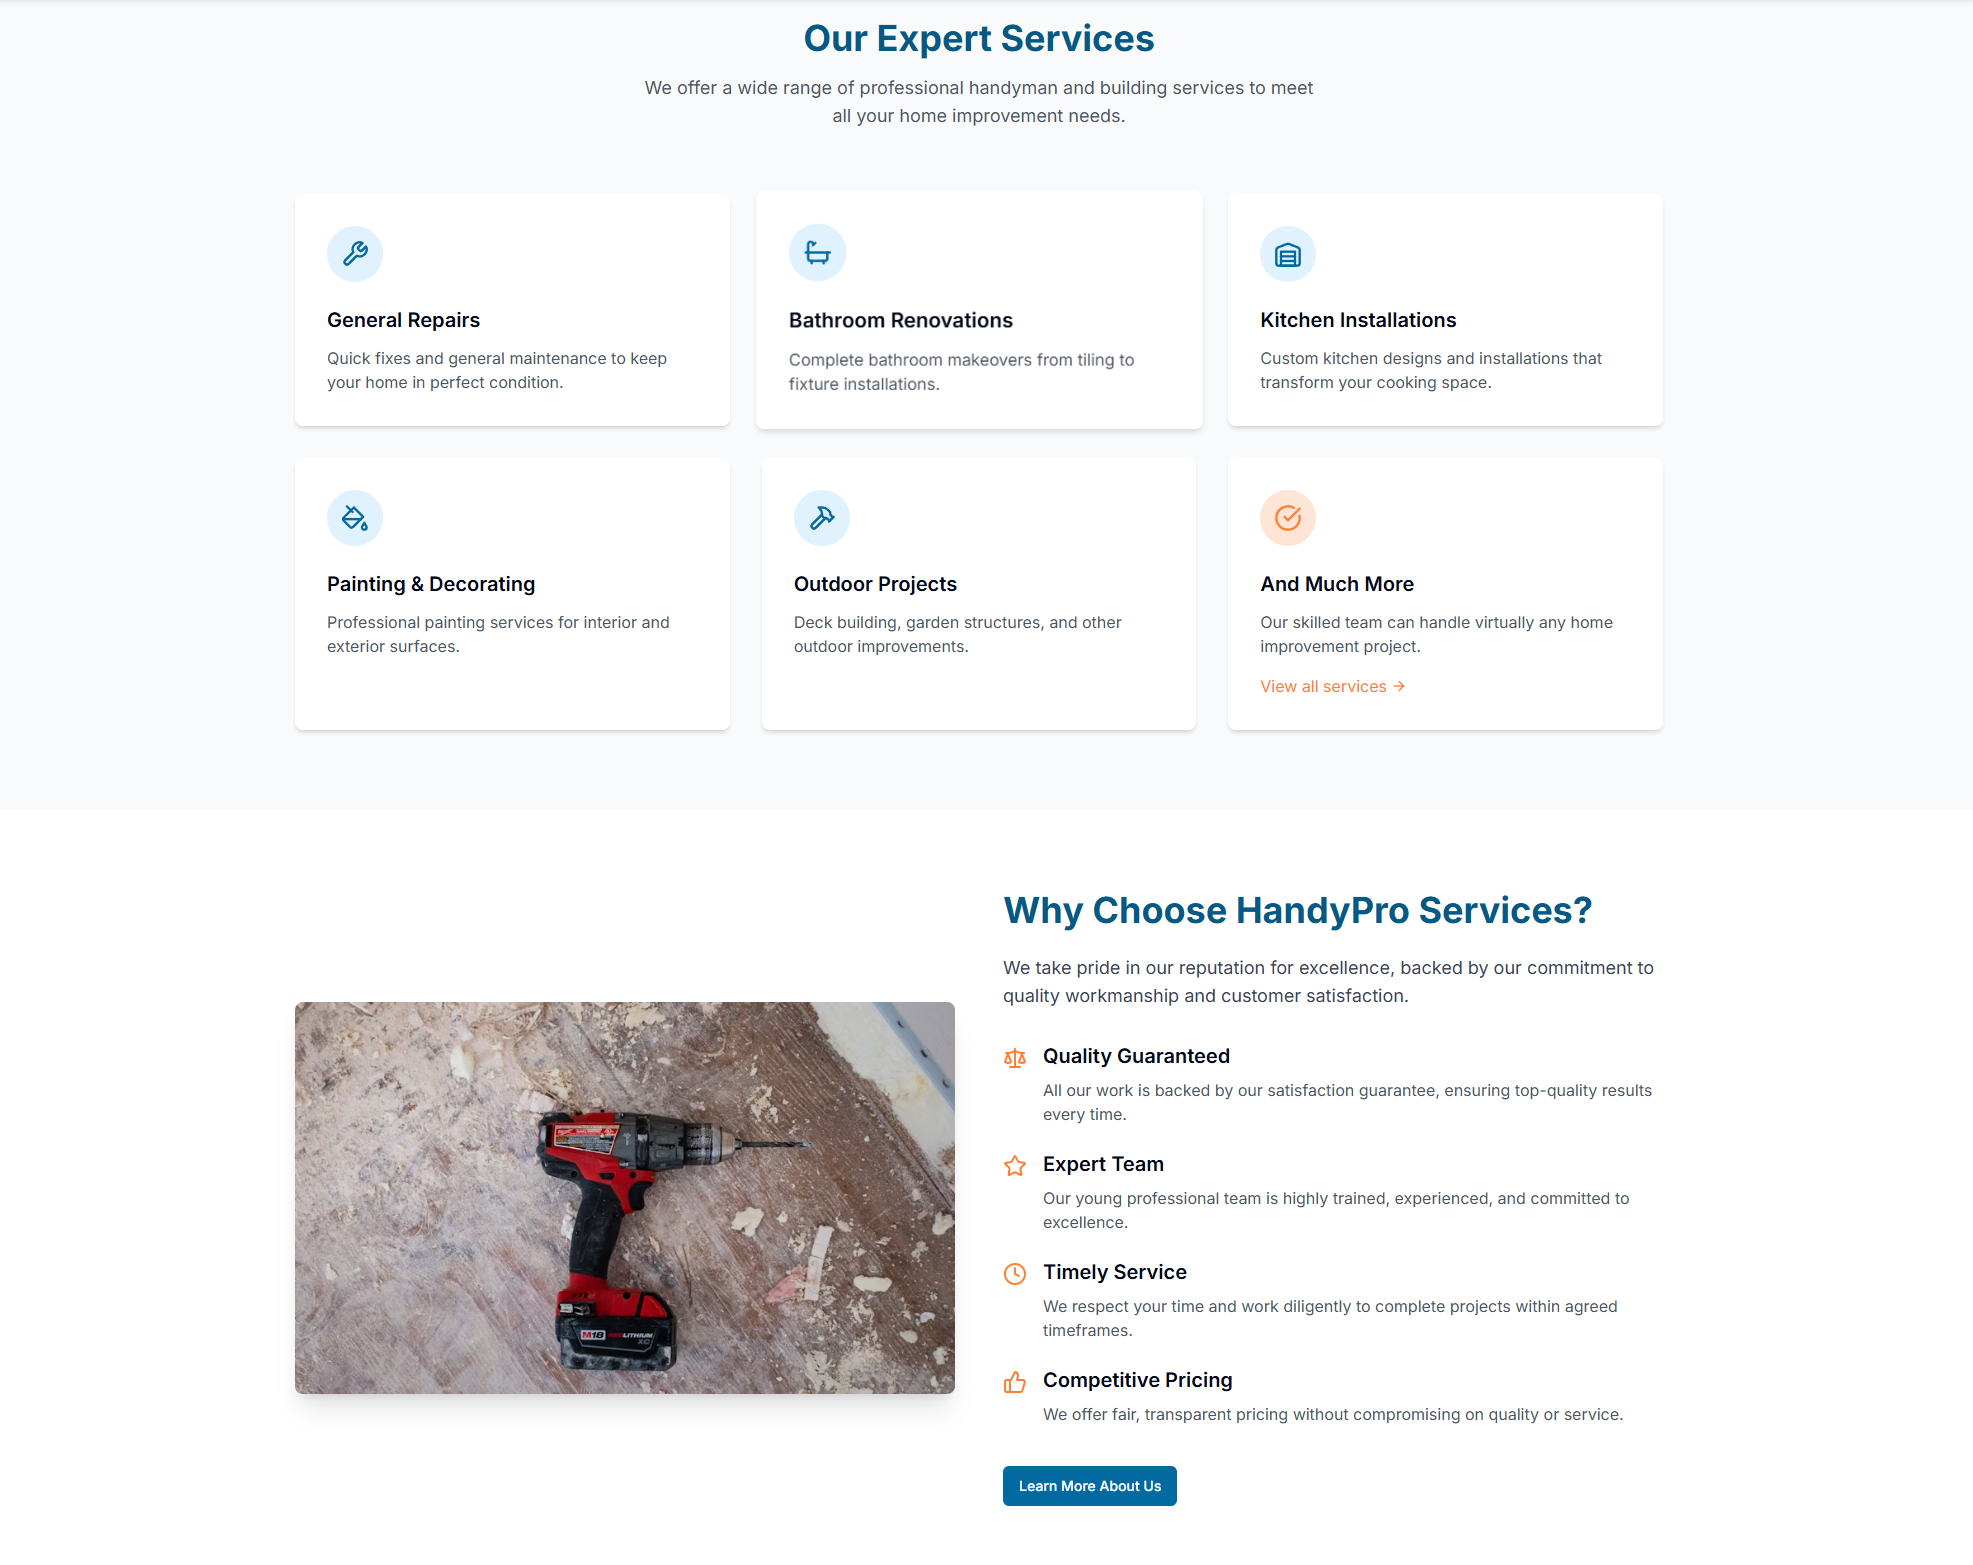 Our Expert Services
We offer a wide range of professional handyman and building services to meet
all your home improvement needs.
General Repairs
Quick fixes and general maintenance to keep
your home in perfect condition.
Bathroom Renovations
Complete bathroom makeovers from tiling to
fixture installations.
Kitchen Installations
Custom kitchen designs and installations that
transform your cooking space.
Painting & Decorating
Professional painting services for interior and
exterior surfaces.
Outdoor Projects
Deck building, garden structures, and other
outdoor improvements.
And Much More
Our skilled team can handle virtually any home
improvement project.
View all services →
Why Choose HandyPro Services?
We take pride in our reputation for excellence, backed by our commitment to
quality workmanship and customer satisfaction.
Quality Guaranteed
All our work is backed by our satisfaction guarantee, ensuring top-quality results
every time.
Expert Team
Our young professional team is highly trained, experienced, and committed to
excellence.
Timely Service
We respect your time and work diligently to complete projects within agreed
timeframes.
Competitive Pricing
We offer fair, transparent pricing without compromising on quality or service.
Learn More About Us
M18 REDLITHIUM
XC